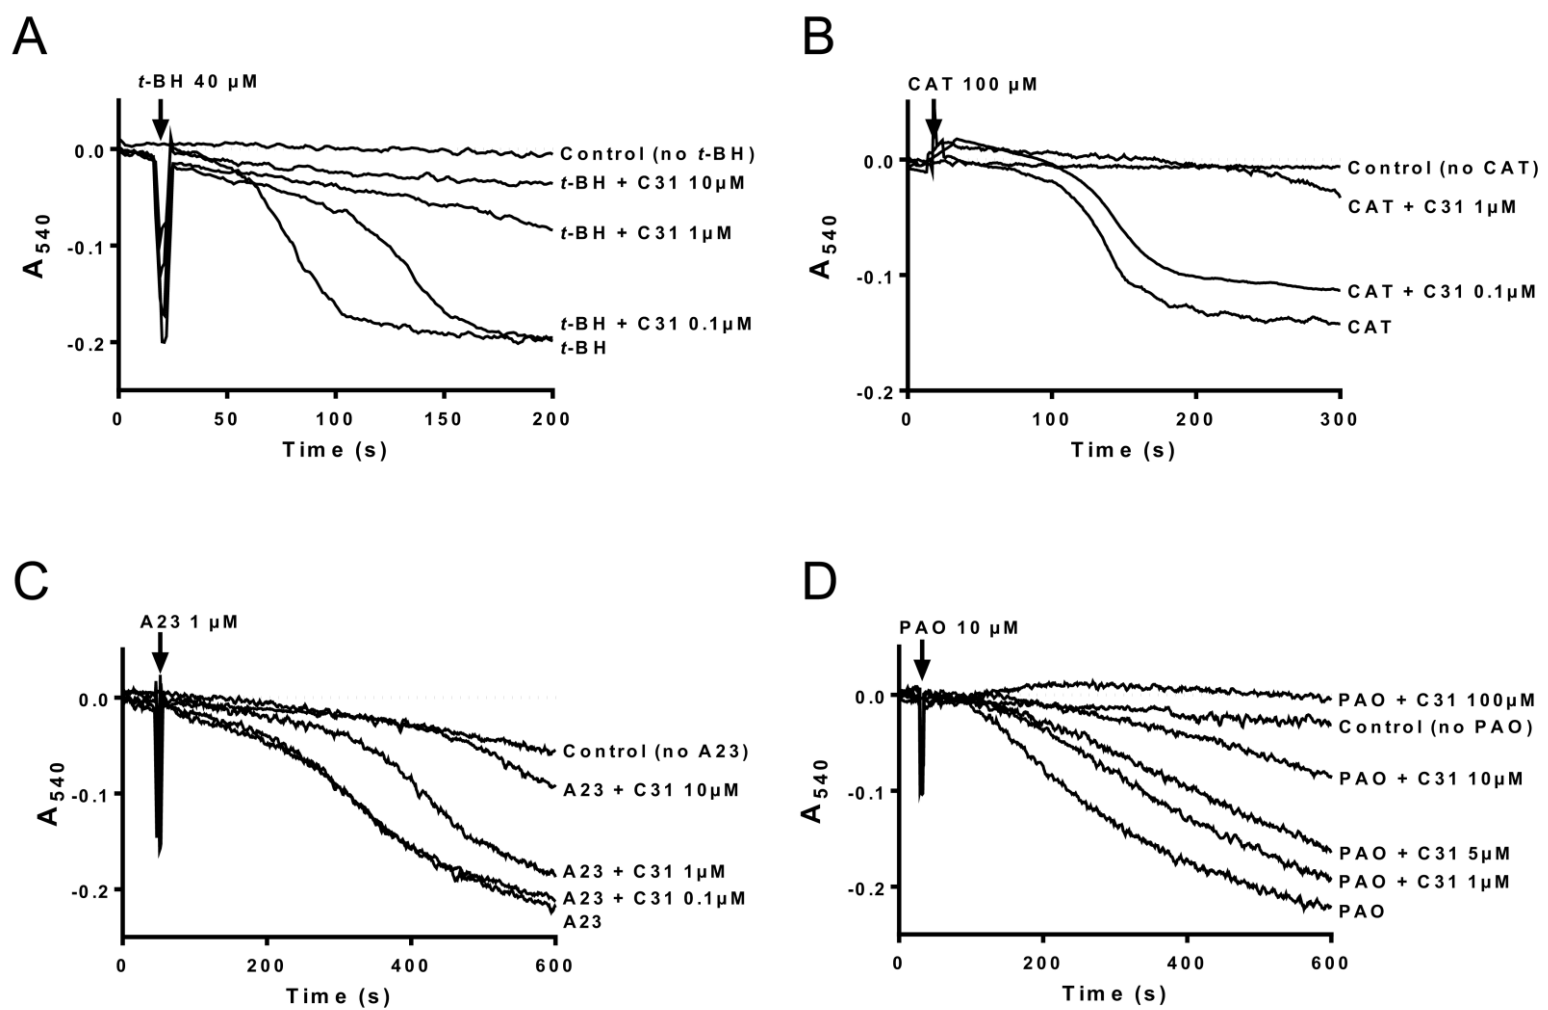 A
t-BH 40 µM
0.0
-0.1
-0.2
A540
0
50
100
150
200
Time (s)
Control (no t-BH)
t-BH + C31 10µM
t-BH + C31 1µM
t-BH + C31 0.1µM
t-BH
B
CAT 100 µM
0.0
-0.1
-0.2
A540
0
100
200
300
Time (s)
Control (no CAT)
CAT + C31 1µM
CAT + C31 0.1µM
CAT
C
A23 1 µM
0.0
-0.1
-0.2
A540
0
200
400
600
Time (s)
Control (no A23)
A23 + C31 10µM
A23 + C31 1µM
A23 + C31 0.1µM
A23
D
PAO 10 µM
0.0
-0.1
-0.2
A540
0
200
400
600
Time (s)
PAO + C31 100µM
Control (no PAO)
PAO + C31 10µM
PAO + C31 5µM
PAO + C31 1µM
PAO